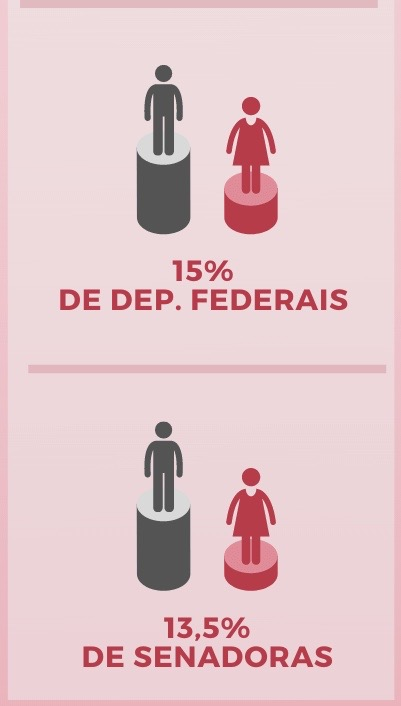 15%
DE DEP. FEDERAIS
13,5%
DE SENADORAS